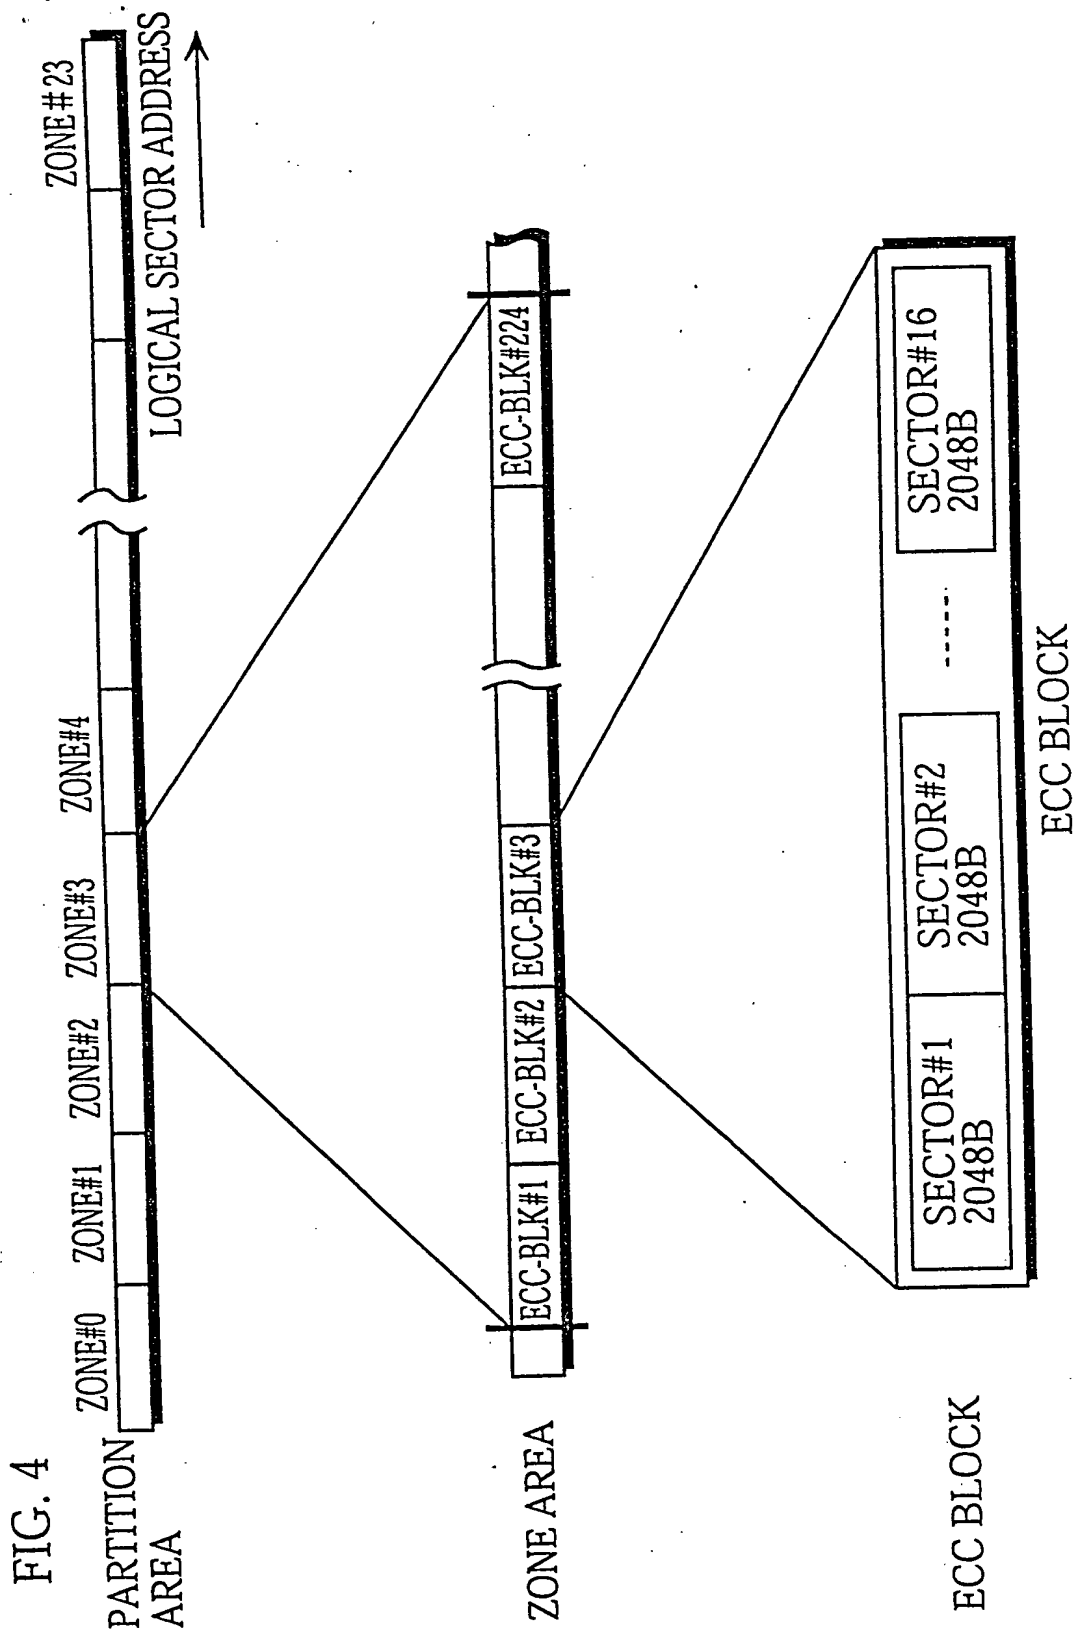 FIG. 4
PARTITION
AREA
ZONE#0
ZONE#1
ZONE#2
ZONE#3
ZONE#4
ZONE#23
LOGICAL SECTOR ADDRESS
ZONE AREA
ECC-BLK#1
ECC-BLK#2
ECC-BLK#3
ECC-BLK#224
ECC BLOCK
SECTOR#1
2048B
SECTOR#2
2048B
SECTOR#16
2048B
ECC BLOCK